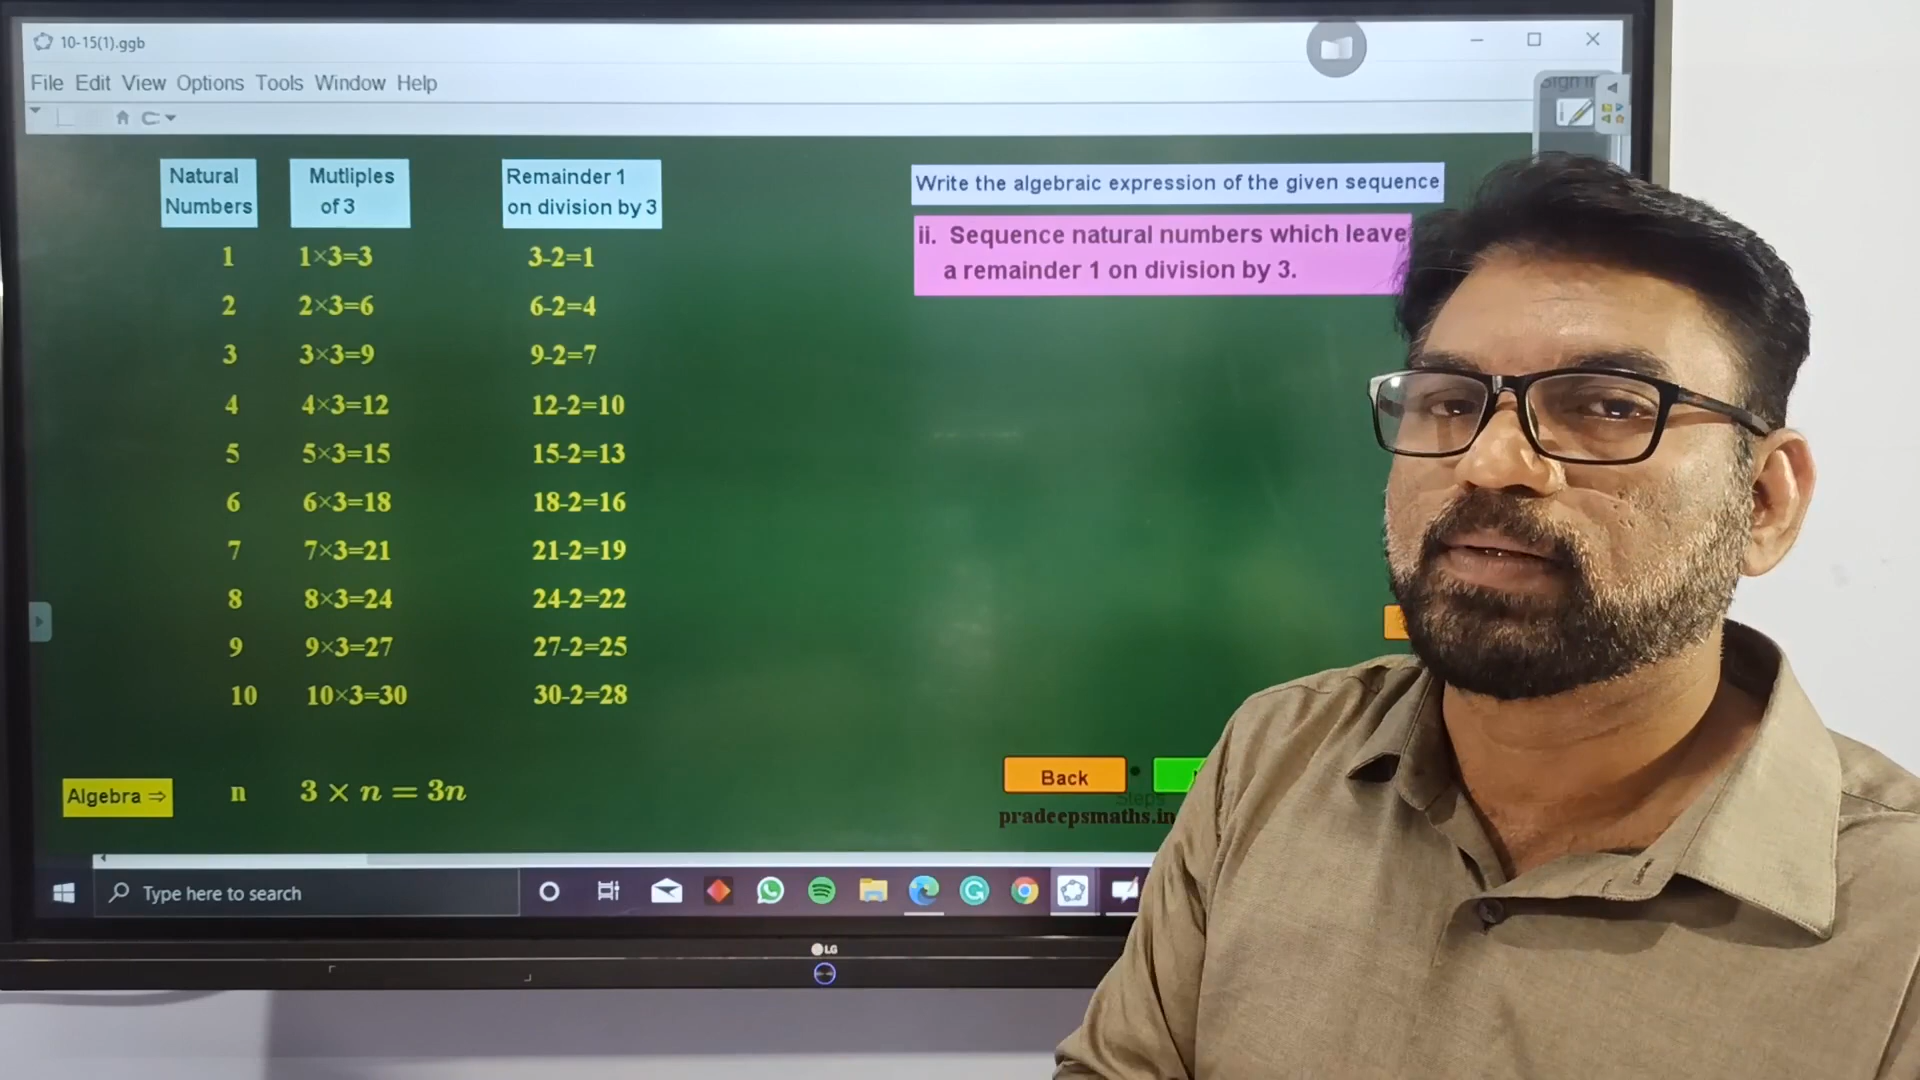 10-15(1).ggb
File Edit View Options Tools Window Help
Sign in
Natural
Numbers
Mutliples
of 3
Remainder 1
on division by 3
Write the algebraic expression of the given sequence
ii. Sequence natural numbers which leave
a remainder 1 on division by 3.
1 1×3=3 3-2=1
2 2×3=6 6-2=4
3 3×3=9 9-2=7
4 4×3=12 12-2=10
5 5×3=15 15-2=13
6 6×3=18 18-2=16
7 7×3=21 21-2=19
8 8×3=24 24-2=22
9 9×3=27 27-2=25
10 10×3=30 30-2=28
Algebra ⇒ n 3 × n = 3n
Back
Steps
pradeepsmaths.in
Type here to search
LG